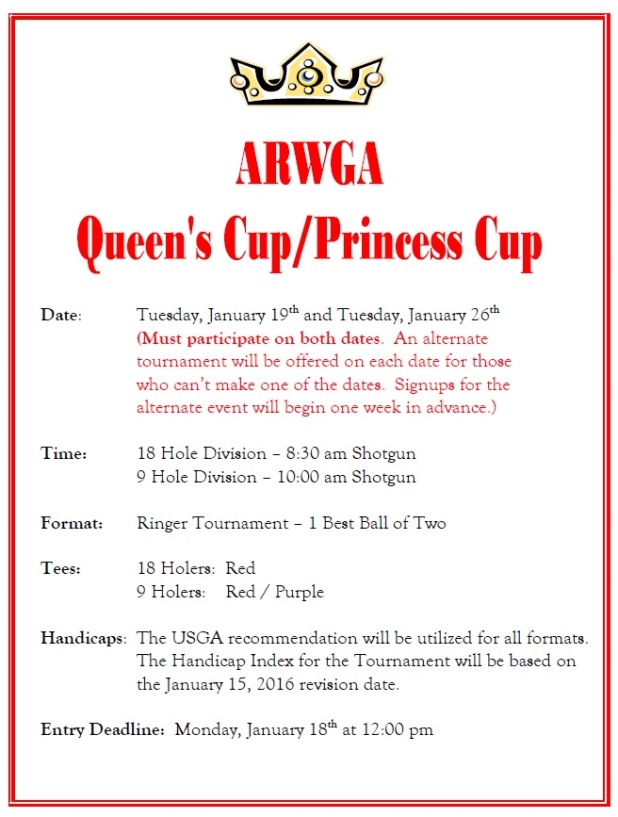 ARWGA
Queen's Cup/Princess Cup
Date: Tuesday, January 19th and Tuesday, January 26th
(Must participate on both dates. An alternate
tournament will be offered on each date for those
who can't make one of the dates. Signups for the
alternate event will begin one week in advance.)
Time: 18 Hole Division – 8:30 am Shotgun
9 Hole Division – 10:00 am Shotgun
Format: Ringer Tournament – 1 Best Ball of Two
Tees: 18 Holers: Red
9 Holers: Red / Purple
Handicaps: The USGA recommendation will be utilized for all formats.
The Handicap Index for the Tournament will be based on
the January 15, 2016 revision date.
Entry Deadline: Monday, January 18th at 12:00 pm